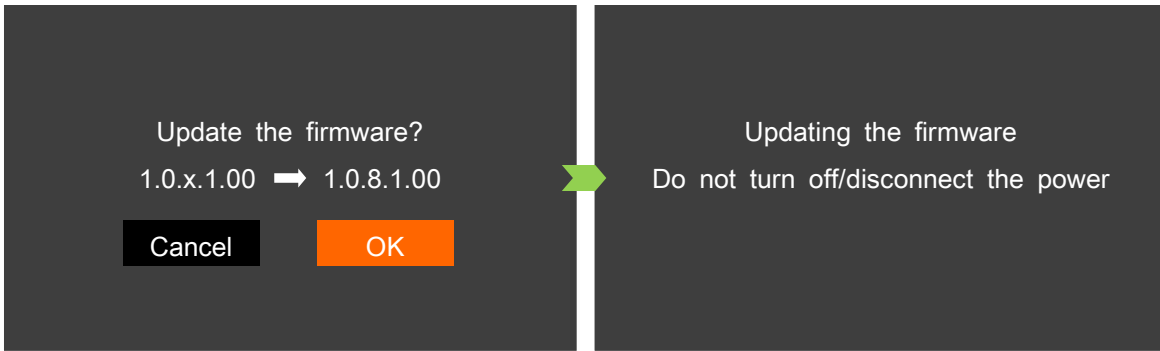 Update the firmware?
1.0.x.1.00 ➡ 1.0.8.1.00
Cancel OK
Updating the firmware
Do not turn off/disconnect the power